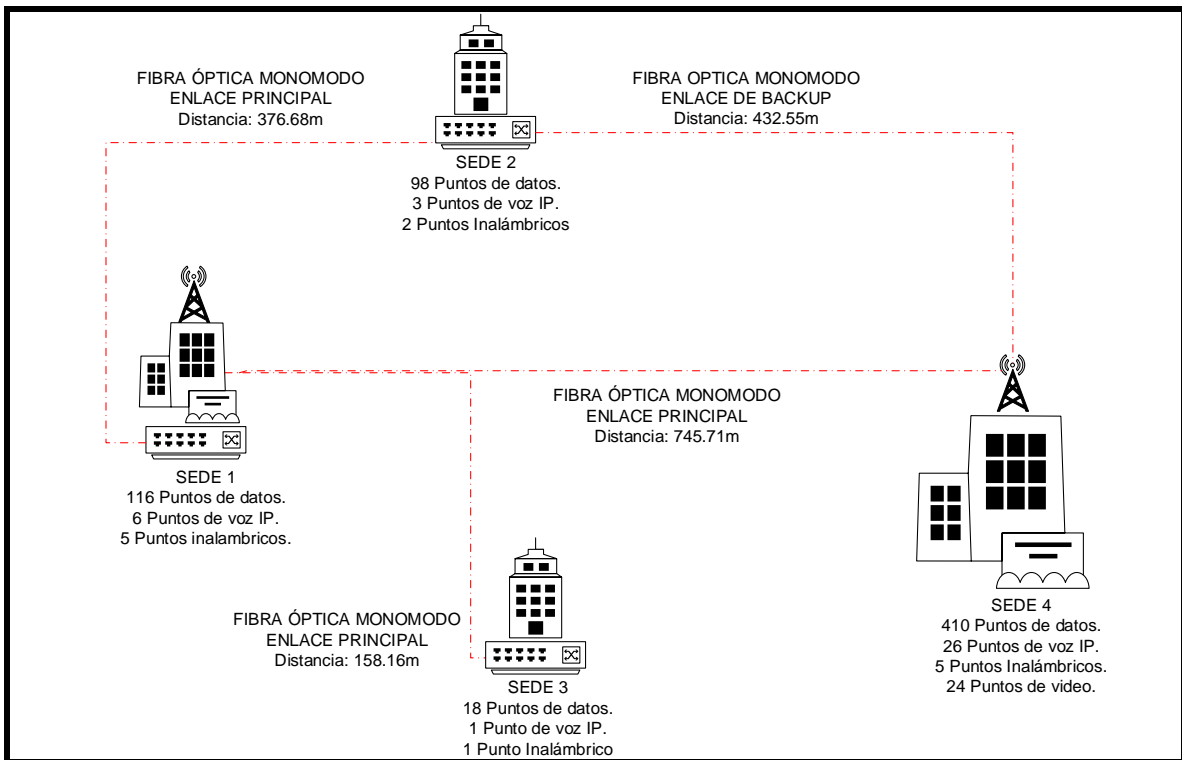 FIBRA ÓPTICA MONOMODO
ENLACE PRINCIPAL
Distancia: 376.68m
FIBRA OPTICA MONOMODO
ENLACE DE BACKUP
Distancia: 432.55m
SEDE 2
98 Puntos de datos.
3 Puntos de voz IP.
2 Puntos Inalámbricos
FIBRA ÓPTICA MONOMODO
ENLACE PRINCIPAL
Distancia: 745.71m
SEDE 1
116 Puntos de datos.
6 Puntos de voz IP.
5 Puntos inalambricos.
FIBRA ÓPTICA MONOMODO
ENLACE PRINCIPAL
Distancia: 158.16m
SEDE 4
410 Puntos de datos.
26 Puntos de voz IP.
5 Puntos Inalámbricos.
24 Puntos de video.
SEDE 3
18 Puntos de datos.
1 Punto de voz IP.
1 Punto Inalámbrico